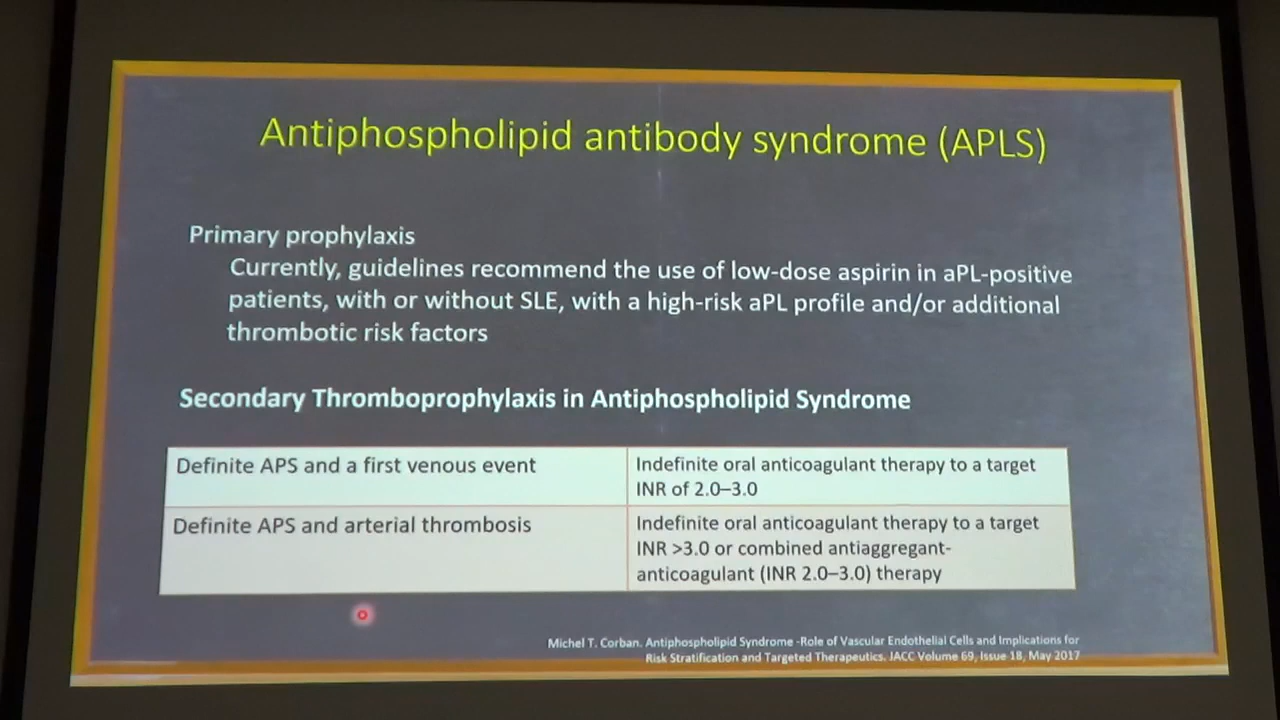 Antiphospholipid antibody syndrome (APLS)
Primary prophylaxis
Currently, guidelines recommend the use of low-dose aspirin in aPL-positive
patients, with or without SLE, with a high-risk aPL profile and/or additional
thrombotic risk factors
Secondary Thromboprophylaxis in Antiphospholipid Syndrome
Definite APS and a first venous event
Indefinite oral anticoagulant therapy to a target
INR of 2.0–3.0
Definite APS and arterial thrombosis
Indefinite oral anticoagulant therapy to a target
INR >3.0 or combined antiaggregant-
anticoagulant (INR 2.0–3.0) therapy
Michel T. Corban. Antiphospholipid Syndrome -Role of Vascular Endothelial Cells and Implications for
Risk Stratification and Targeted Therapeutics. JACC Volume 69, Issue 18, May 2017